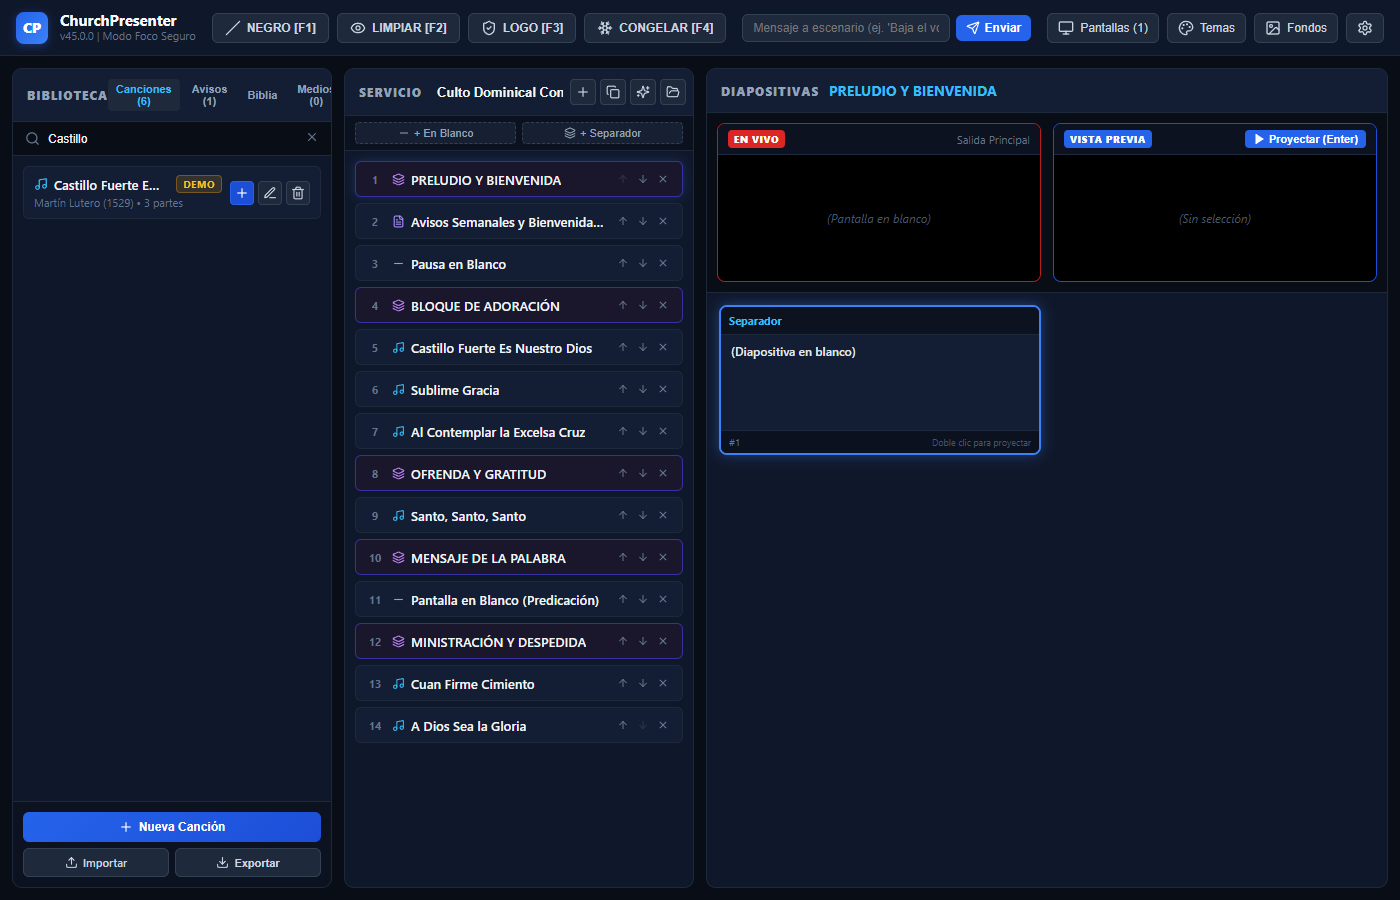 CP
ChurchPresenter
v45.0.0 | Modo Foco Seguro
NEGRO [F1]
LIMPIAR [F2]
LOGO [F3]
CONGELAR [F4]
Mensaje a escenario (ej. 'Baja el vo
Enviar
Pantallas (1)
Temas
Fondos
BIBLIOTECA
Canciones (6)
Avisos (1)
Biblia
Medios (0)
Castillo
Castillo Fuerte E...
DEMO
Martín Lutero (1529) • 3 partes
+ Nueva Canción
Importar
Exportar
SERVICIO
Culto Dominical Con
+ En Blanco
+ Separador
1 PRELUDIO Y BIENVENIDA
2 Avisos Semanales y Bienvenida...
3 Pausa en Blanco
4 BLOQUE DE ADORACIÓN
5 Castillo Fuerte Es Nuestro Dios
6 Sublime Gracia
7 Al Contemplar la Excelsa Cruz
8 OFRENDA Y GRATITUD
9 Santo, Santo, Santo
10 MENSAJE DE LA PALABRA
11 Pantalla en Blanco (Predicación)
12 MINISTRACIÓN Y DESPEDIDA
13 Cuan Firme Cimiento
14 A Dios Sea la Gloria
DIAPOSITIVAS PRELUDIO Y BIENVENIDA
EN VIVO
Salida Principal
(Pantalla en blanco)
VISTA PREVIA
Proyectar (Enter)
(Sin selección)
Separador
(Diapositiva en blanco)
#1
Doble clic para proyectar